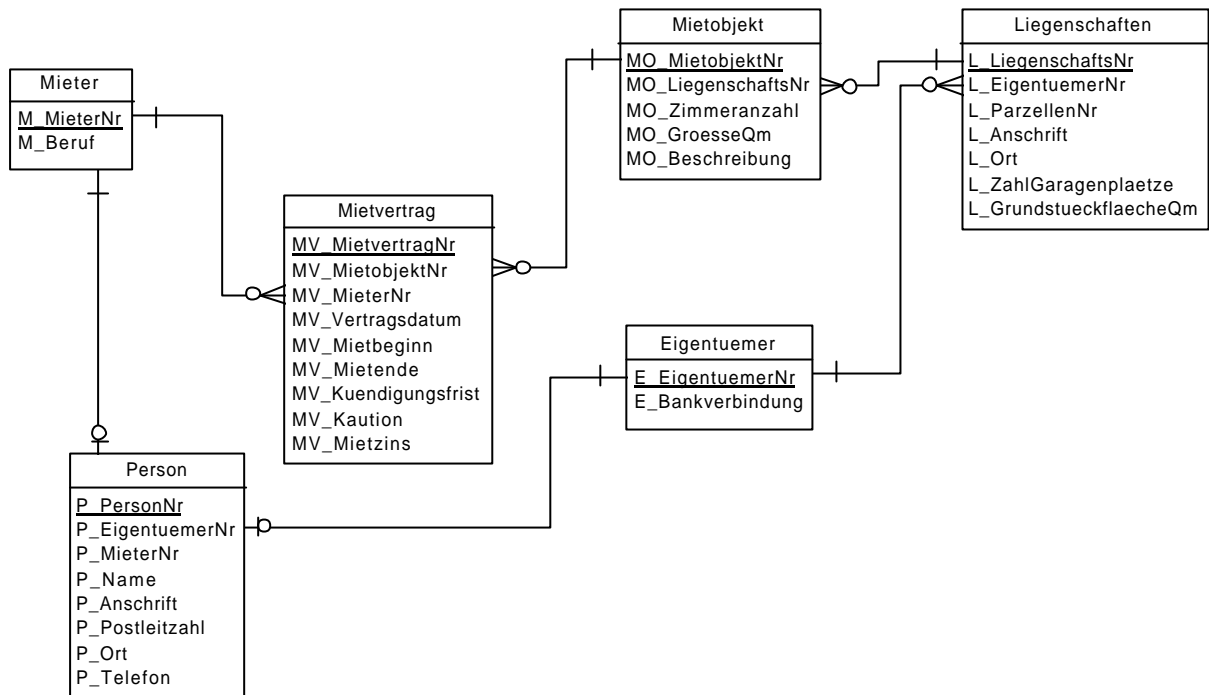 Mieter
M_MieterNr
M_Beruf
Mietvertrag
MV_MietvertragNr
MV_MietobjektNr
MV_MieterNr
MV_Vertragsdatum
MV_Mietbeginn
MV_Mietende
MV_Kuendigungsfrist
MV_Kaution
MV_Mietzins
Mietobjekt
MO_MietobjektNr
MO_LiegenschaftsNr
MO_Zimmeranzahl
MO_GroesseQm
MO_Beschreibung
Liegenschaften
L_LiegenschaftsNr
L_EigentuemerNr
L_ParzellenNr
L_Anschrift
L_Ort
L_ZahlGaragenplaetze
L_GrundstueckflaecheQm
Eigentuemer
E_EigentuemerNr
E_Bankverbindung
Person
P_PersonNr
P_EigentuemerNr
P_MieterNr
P_Name
P_Anschrift
P_Postleitzahl
P_Ort
P_Telefon